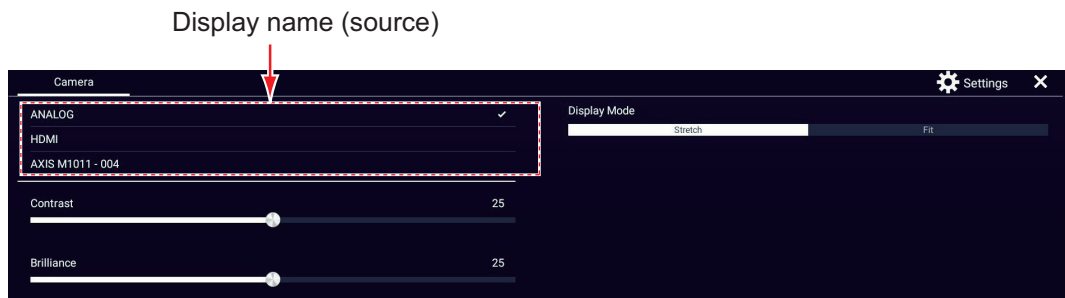 Display name (source)
Camera
Settings
ANALOG
HDMI
AXIS M1011 - 004
Display Mode
Stretch Fit
Contrast 25
Brilliance 25